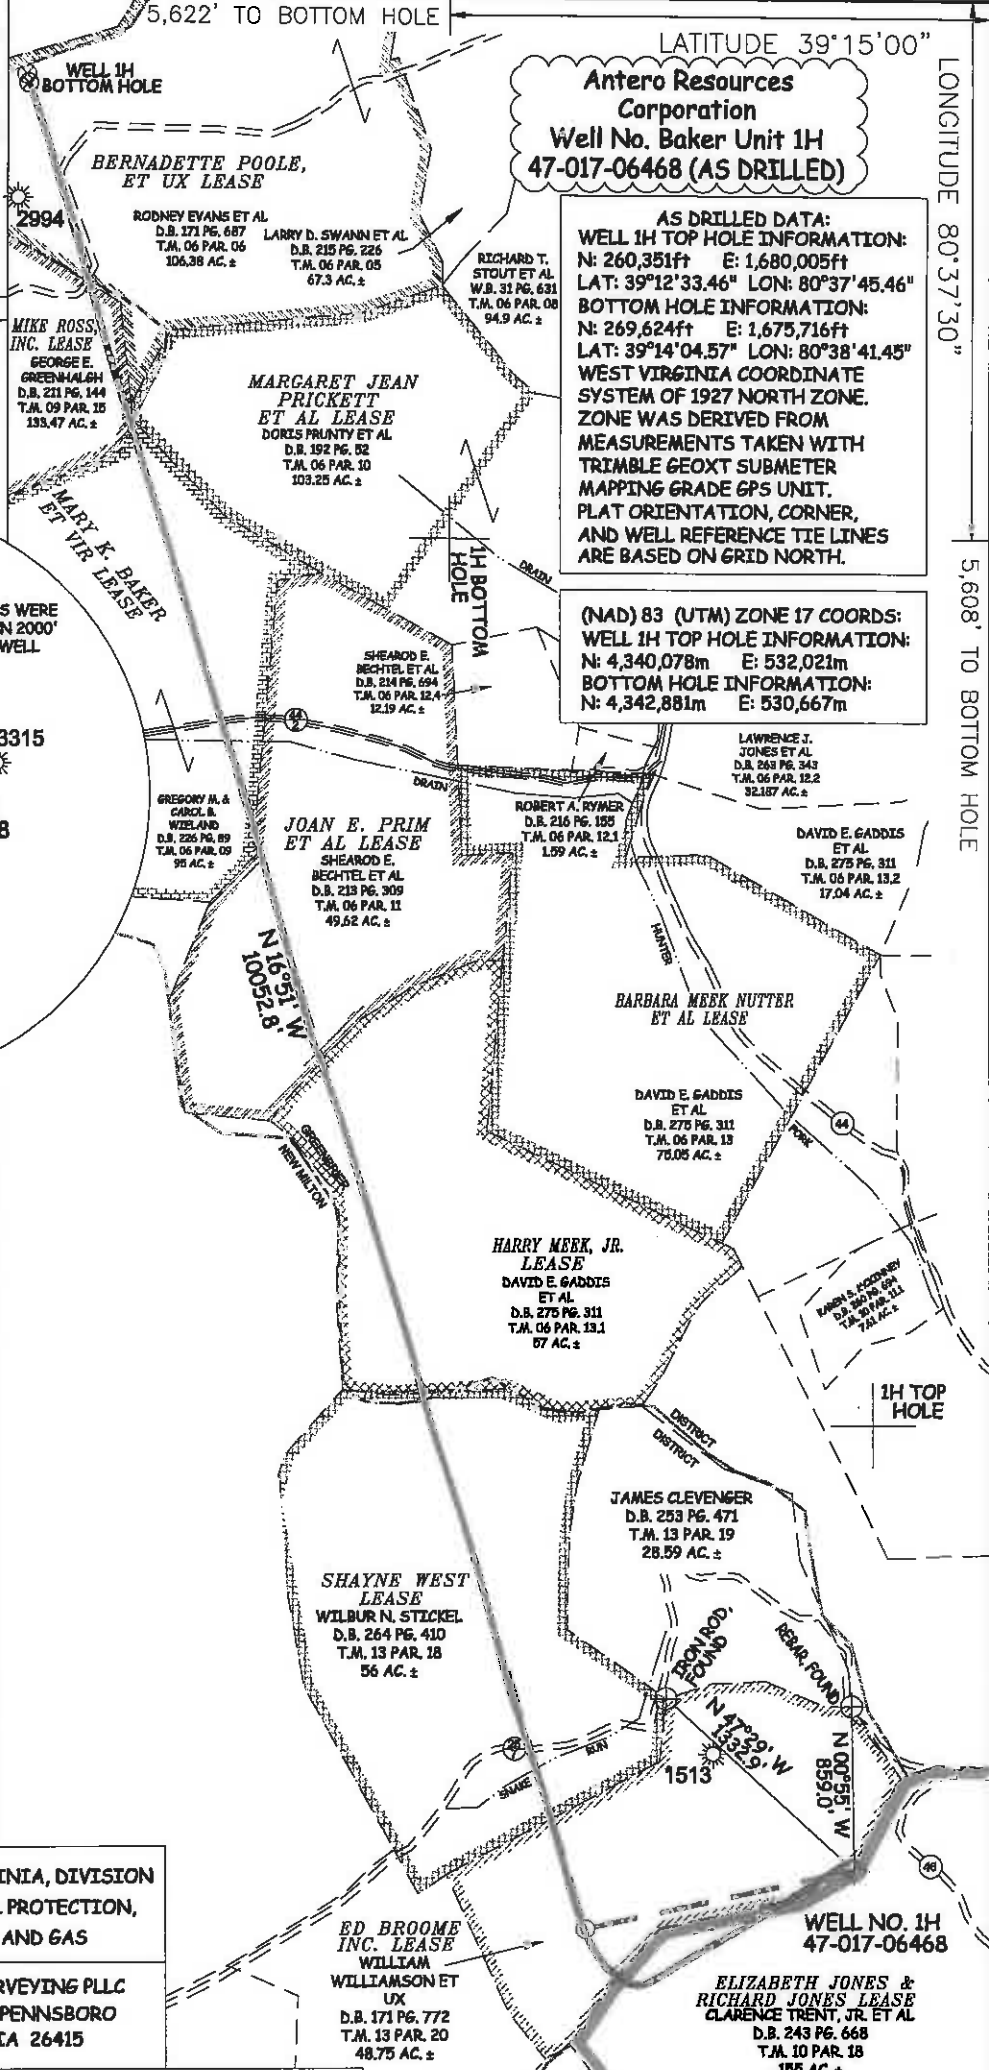 5,622' TO BOTTOM HOLE
LATITUDE 39°15'00"
LONGITUDE 80°37'30"
5,608' TO BOTTOM HOLE
WELL 1H
BOTTOM HOLE
Antero Resources
Corporation
Well No. Baker Unit 1H
47-017-06468 (AS DRILLED)
BERNADETTE POOLE,
ET UX LEASE
RODNEY EVANS ET AL
D.B. 171 PG. 687
T.M. 06 PAR. 06
106.38 AC. ±
2994
LARRY D. SWANN ET AL
D.B. 215 PG. 226
T.M. 06 PAR. 05
67.3 AC. ±
RICHARD T.
STOUT ET AL
W.B. 31 PG. 631
T.M. 06 PAR. 08
94.9 AC. ±
AS DRILLED DATA:
WELL 1H TOP HOLE INFORMATION:
N: 260,351ft E: 1,680,005ft
LAT: 39°12'33.46" LON: 80°37'45.46"
BOTTOM HOLE INFORMATION:
N: 269,624ft E: 1,675,716ft
LAT: 39°14'04.57" LON: 80°38'41.45"
WEST VIRGINIA COORDINATE
SYSTEM OF 1927 NORTH ZONE.
ZONE WAS DERIVED FROM
MEASUREMENTS TAKEN WITH
TRIMBLE GEOXT SUBMETER
MAPPING GRADE GPS UNIT.
PLAT ORIENTATION, CORNER,
AND WELL REFERENCE TIE LINES
ARE BASED ON GRID NORTH.
MIKE ROSS,
INC. LEASE
GEORGE E.
GREENHALGH
D.B. 211 PG. 144
T.M. 09 PAR. 15
133.47 AC. ±
MARGARET JEAN
PRICKETT
ET AL LEASE
DORIS PRUNTY ET AL
D.B. 192 PG. 52
T.M. 06 PAR. 10
103.25 AC. ±
MARY K. BAKER
ET VIR LEASE
1H BOTTOM
HOLE
DRAIN
S WERE
N 2000'
WELL
3315
8
(NAD) 83 (UTM) ZONE 17 COORDS:
WELL 1H TOP HOLE INFORMATION:
N: 4,340,078m E: 532,021m
BOTTOM HOLE INFORMATION:
N: 4,342,881m E: 530,667m
SHEAROD E.
BECHTEL ET AL
D.B. 214 PG. 694
T.M. 06 PAR. 12.4
12.19 AC. ±
DRAIN
LAWRENCE J.
JONES ET AL
D.B. 263 PG. 343
T.M. 06 PAR. 12.2
32.187 AC. ±
GREGORY M. &
CAROL B.
WIELAND
D.B. 226 PG. 89
T.M. 06 PAR. 09
95 AC. ±
JOAN E. PRIM
ET AL LEASE
SHEAROD E.
BECHTEL ET AL
D.B. 213 PG. 309
T.M. 06 PAR. 11
49.62 AC. ±
ROBERT A. RYMER
D.B. 216 PG. 155
T.M. 06 PAR. 12.1
1.59 AC. ±
DAVID E. GADDIS
ET AL
D.B. 275 PG. 311
T.M. 06 PAR. 13.2
17.04 AC. ±
N 16°51' W
10052.8'
HUNTER
FORK
BARBARA MEEK NUTTER
ET AL LEASE
DAVID E. GADDIS
ET AL
D.B. 275 PG. 311
T.M. 06 PAR. 13
75.05 AC. ±
44
GREENBRIER
NEW MILTON
HARRY MEEK, JR.
LEASE
DAVID E. GADDIS
ET AL
D.B. 275 PG. 311
T.M. 06 PAR. 13.1
57 AC. ±
KAREN S. MCKINNEY
T.M. 10 PAR. 11.1
1H TOP
HOLE
DISTRICT
DISTRICT
JAMES CLEVENGER
D.B. 253 PG. 471
T.M. 13 PAR. 19
28.59 AC. ±
SHAYNE WEST
LEASE
WILBUR N. STICKEL
D.B. 264 PG. 410
T.M. 13 PAR. 18
56 AC. ±
IRON ROD,
FOUND
REBAR, FOUND
N 47°29' W
1332.9'
N 00°55' W
859.0'
1513
SNAKE
RUN
46
INIA, DIVISION
PROTECTION,
AND GAS
RVEYING PLLC
PENNSBORO
IA 26415
ED BROOME
INC. LEASE
WILLIAM
WILLIAMSON ET
UX
D.B. 171 PG. 772
T.M. 13 PAR. 20
48.75 AC. ±
WELL NO. 1H
47-017-06468
ELIZABETH JONES &
RICHARD JONES LEASE
CLARENCE TRENT, JR. ET AL
D.B. 243 PG. 668
T.M. 10 PAR. 18
155 AC. ±